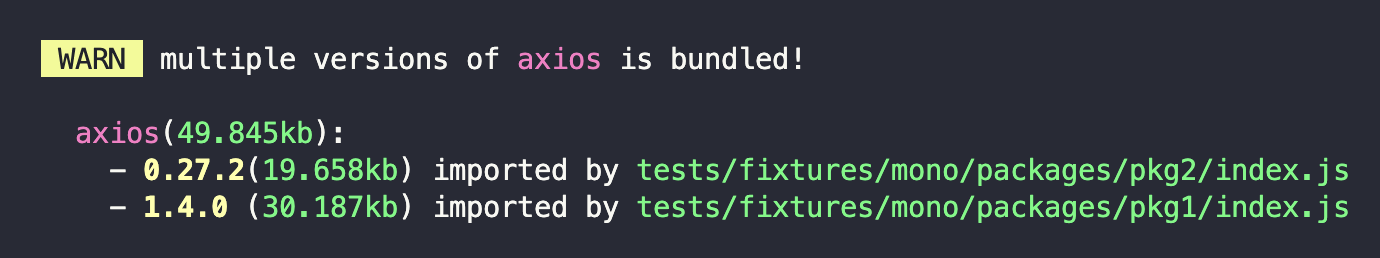 WARN multiple versions of axios is bundled!
axios(49.845kb):
- 0.27.2(19.658kb) imported by tests/fixtures/mono/packages/pkg2/index.js
- 1.4.0 (30.187kb) imported by tests/fixtures/mono/packages/pkg1/index.js